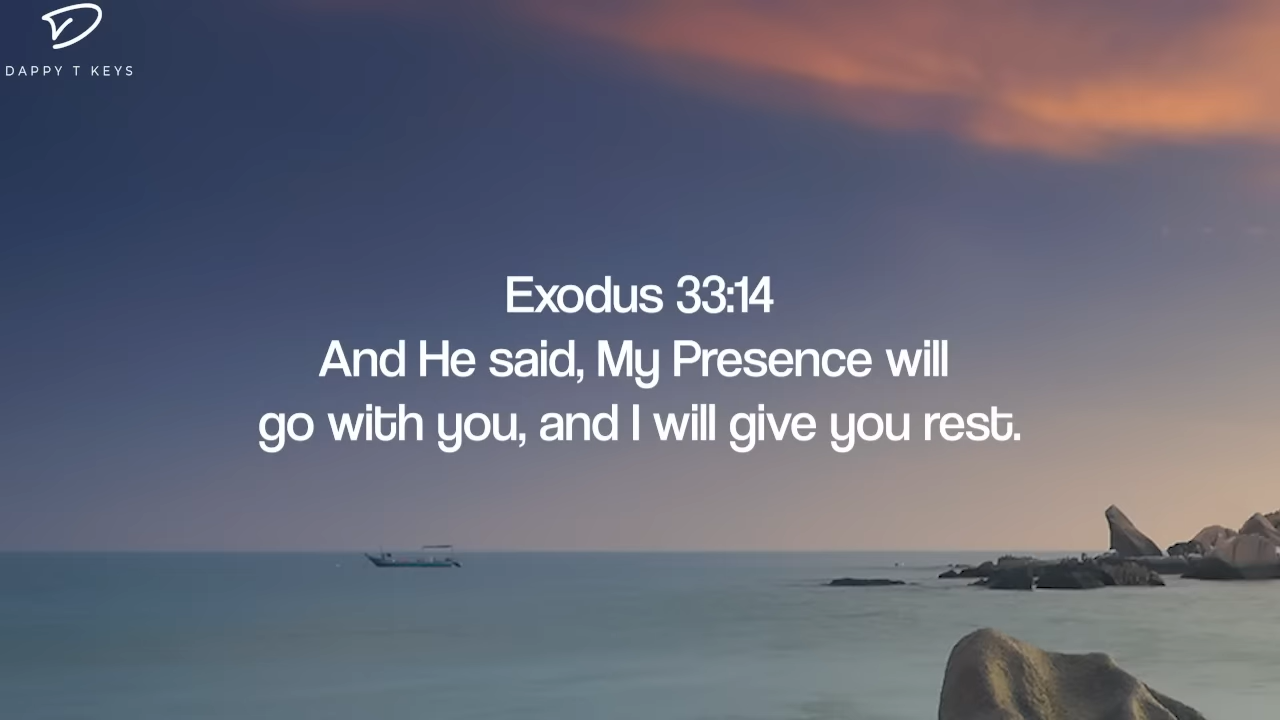 DAPPY T KEYS
Exodus 33:14
And He said, My Presence will
go with you, and I will give you rest.